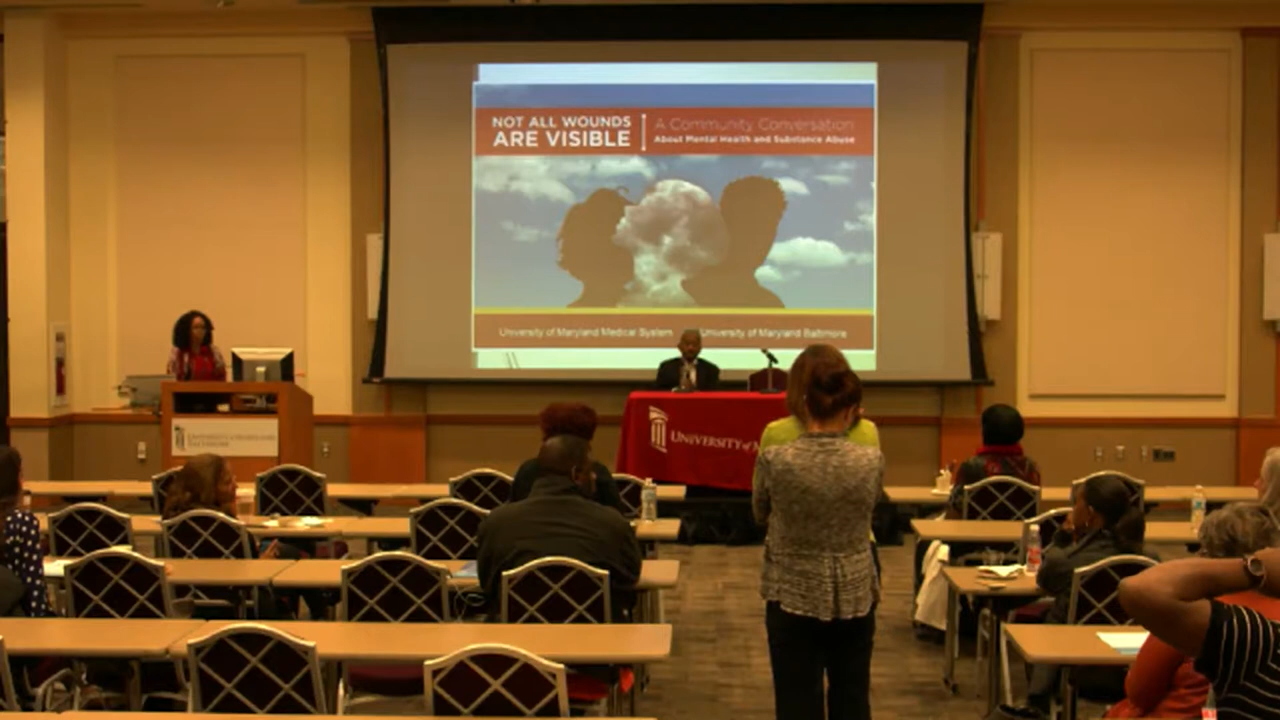 NOT ALL WOUNDS
ARE VISIBLE
A Community Conversation
About Mental Health and Substance Abuse
University of Maryland Medical System
University of Maryland Baltimore
UNIVERSITY of M